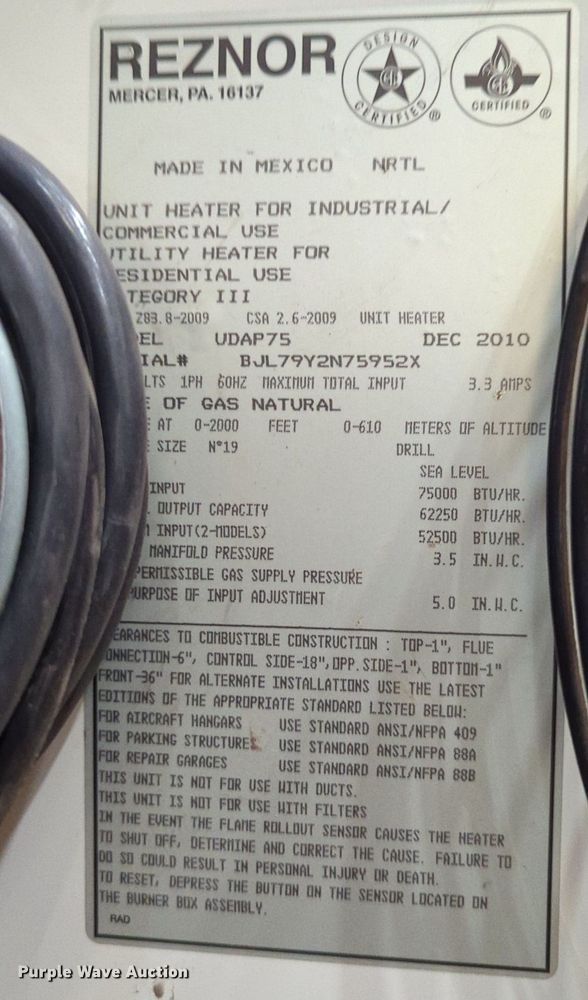 REZNOR
MERCER, PA. 16137
DESIGN CERTIFIED ®
CERTIFIED ®
MADE IN MEXICO NRTL
UNIT HEATER FOR INDUSTRIAL/
COMMERCIAL USE
UTILITY HEATER FOR
ESIDENTIAL USE
TEGORY III
Z83.8-2009 CSA 2.6-2009 UNIT HEATER
EL UDAP75 DEC 2010
IAL# BJL79Y2N75952X
LTS 1PH 60HZ MAXIMUM TOTAL INPUT 3.3 AMPS
E OF GAS NATURAL
E AT 0-2000 FEET 0-610 METERS OF ALTITUDE
E SIZE N°19 DRILL
SEA LEVEL
INPUT 75000 BTU/HR.
OUTPUT CAPACITY 62250 BTU/HR.
INPUT(2-MODELS) 52500 BTU/HR.
MANIFOLD PRESSURE 3.5 IN.W.C.
PERMISSIBLE GAS SUPPLY PRESSURE
URPOSE OF INPUT ADJUSTMENT 5.0 IN.W.C.
EARANCES TO COMBUSTIBLE CONSTRUCTION : TOP-1", FLUE
ONNECTION-6", CONTROL SIDE-18",OPP.SIDE-1", BOTTOM-1"
FRONT-36" FOR ALTERNATE INSTALLATIONS USE THE LATEST
EDITIONS OF THE APPROPRIATE STANDARD LISTED BELOW:
FOR AIRCRAFT HANGARS USE STANDARD ANSI/NFPA 409
FOR PARKING STRUCTURES USE STANDARD ANSI/NFPA 88A
FOR REPAIR GARAGES USE STANDARD ANSI/NFPA 88B
THIS UNIT IS NOT FOR USE WITH DUCTS.
THIS UNIT IS NOT FOR USE WITH FILTERS
IN THE EVENT THE FLAME ROLLOUT SENSOR CAUSES THE HEATER
TO SHUT OFF, DETERMINE AND CORRECT THE CAUSE. FAILURE TO
DO SO COULD RESULT IN PERSONAL INJURY OR DEATH.
TO RESET, DEPRESS THE BUTTON ON THE SENSOR LOCATED ON
THE BURNER BOX ASSEMBLY.
RAD
Purple Wave Auction